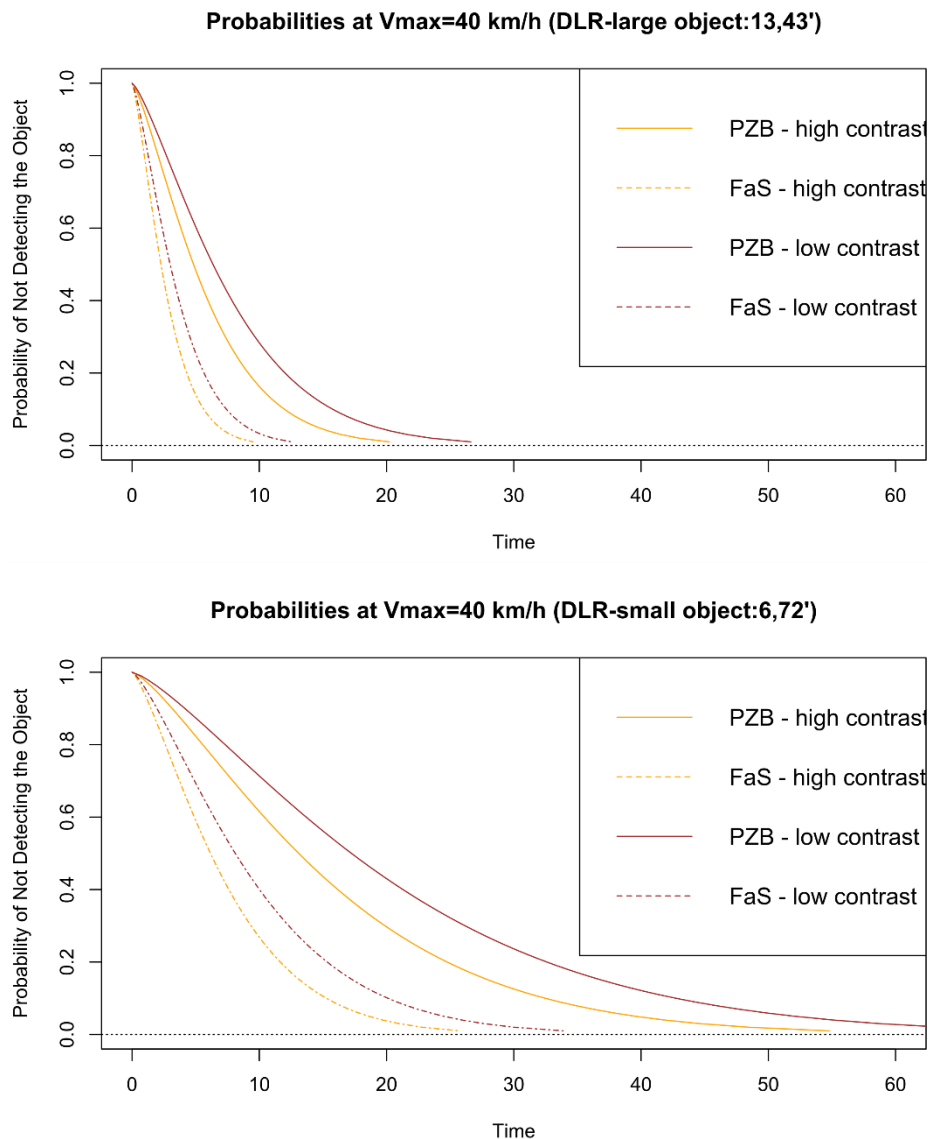 Probabilities at Vmax=40 km/h (DLR-large object:13,43')
Probability of Not Detecting the Object
1.0
0.8
0.6
0.4
0.2
0.0
PZB - high contrast
FaS - high contrast
PZB - low contrast
FaS - low contrast
0 10 20 30 40 50 60
Time
Probabilities at Vmax=40 km/h (DLR-small object:6,72')
Probability of Not Detecting the Object
1.0
0.8
0.6
0.4
0.2
0.0
PZB - high contrast
FaS - high contrast
PZB - low contrast
FaS - low contrast
0 10 20 30 40 50 60
Time